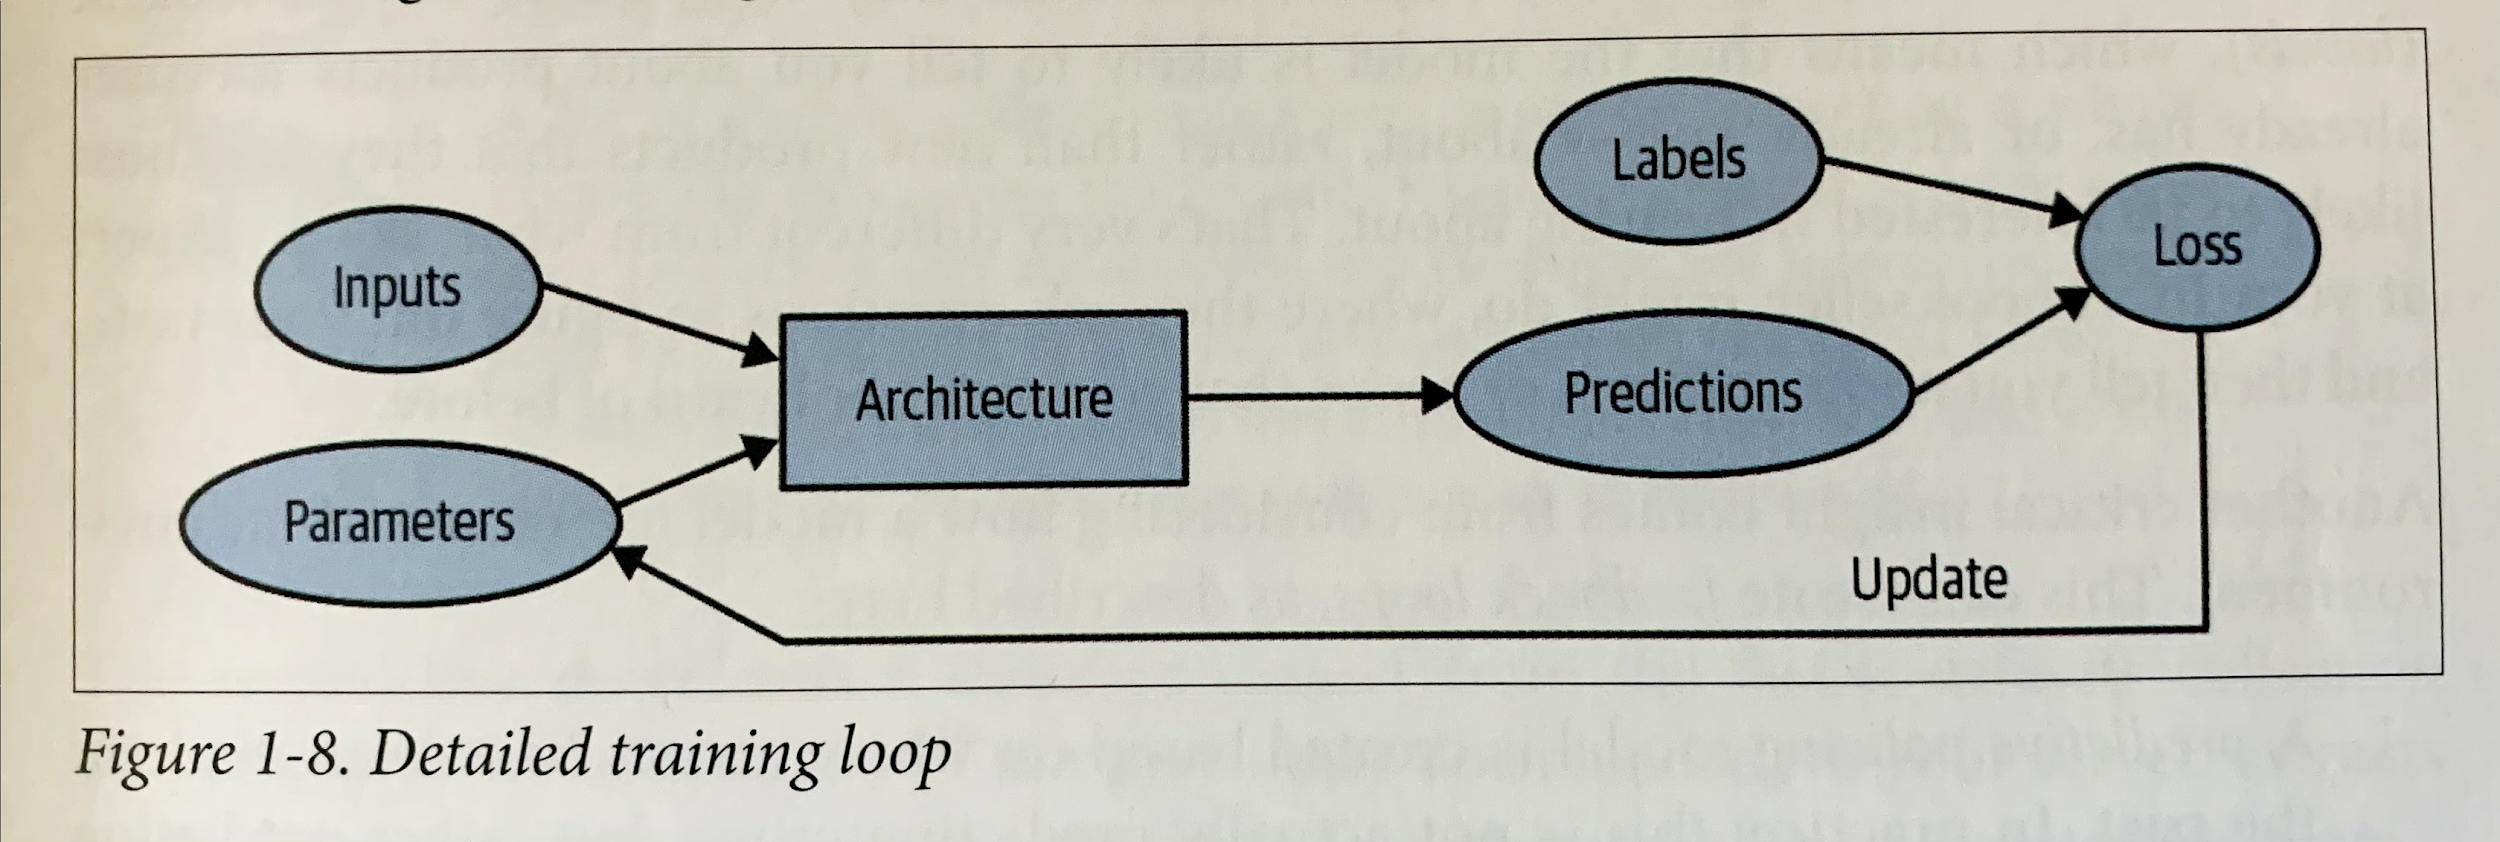 Labels
Loss
Inputs
Architecture
Predictions
Parameters
Update
Figure 1-8. Detailed training loop